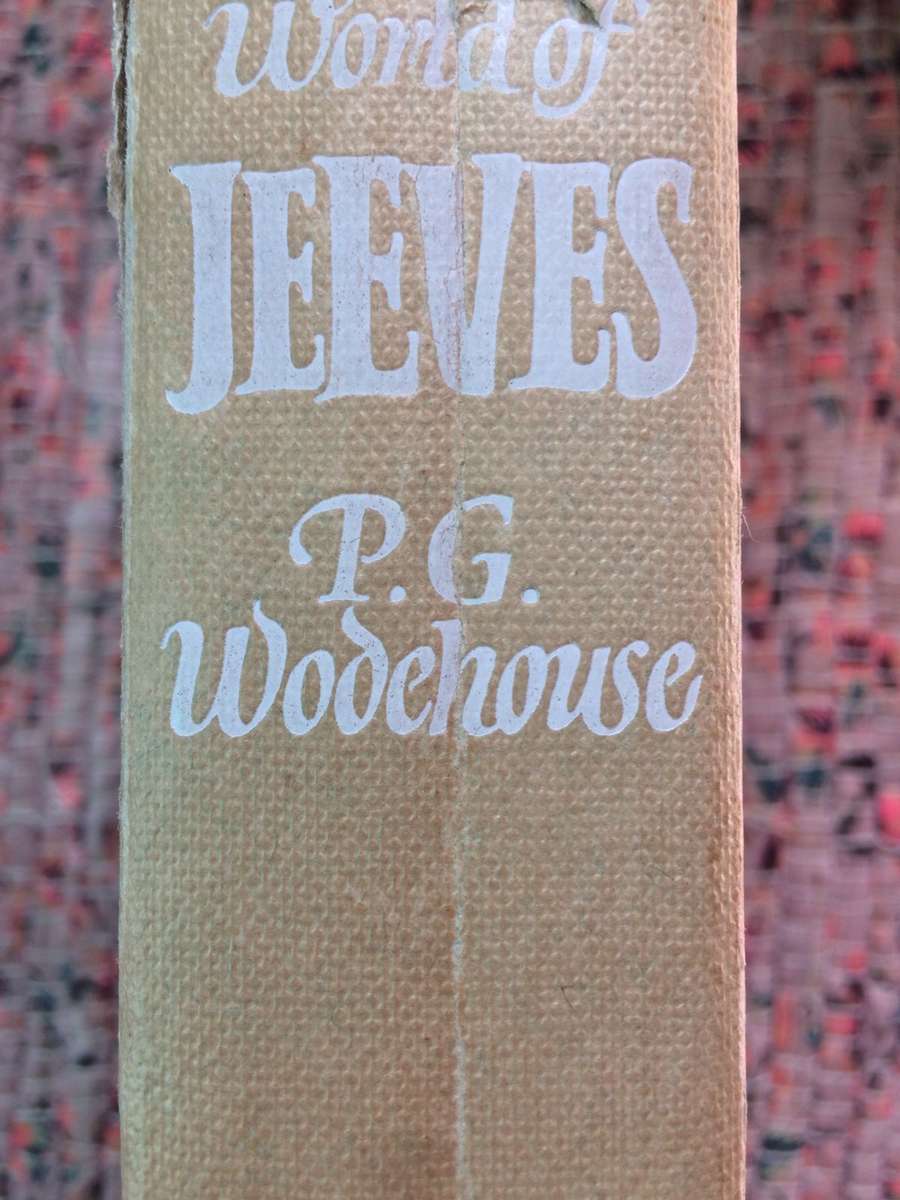 World of
JEEVES
P. G.
Wodehouse